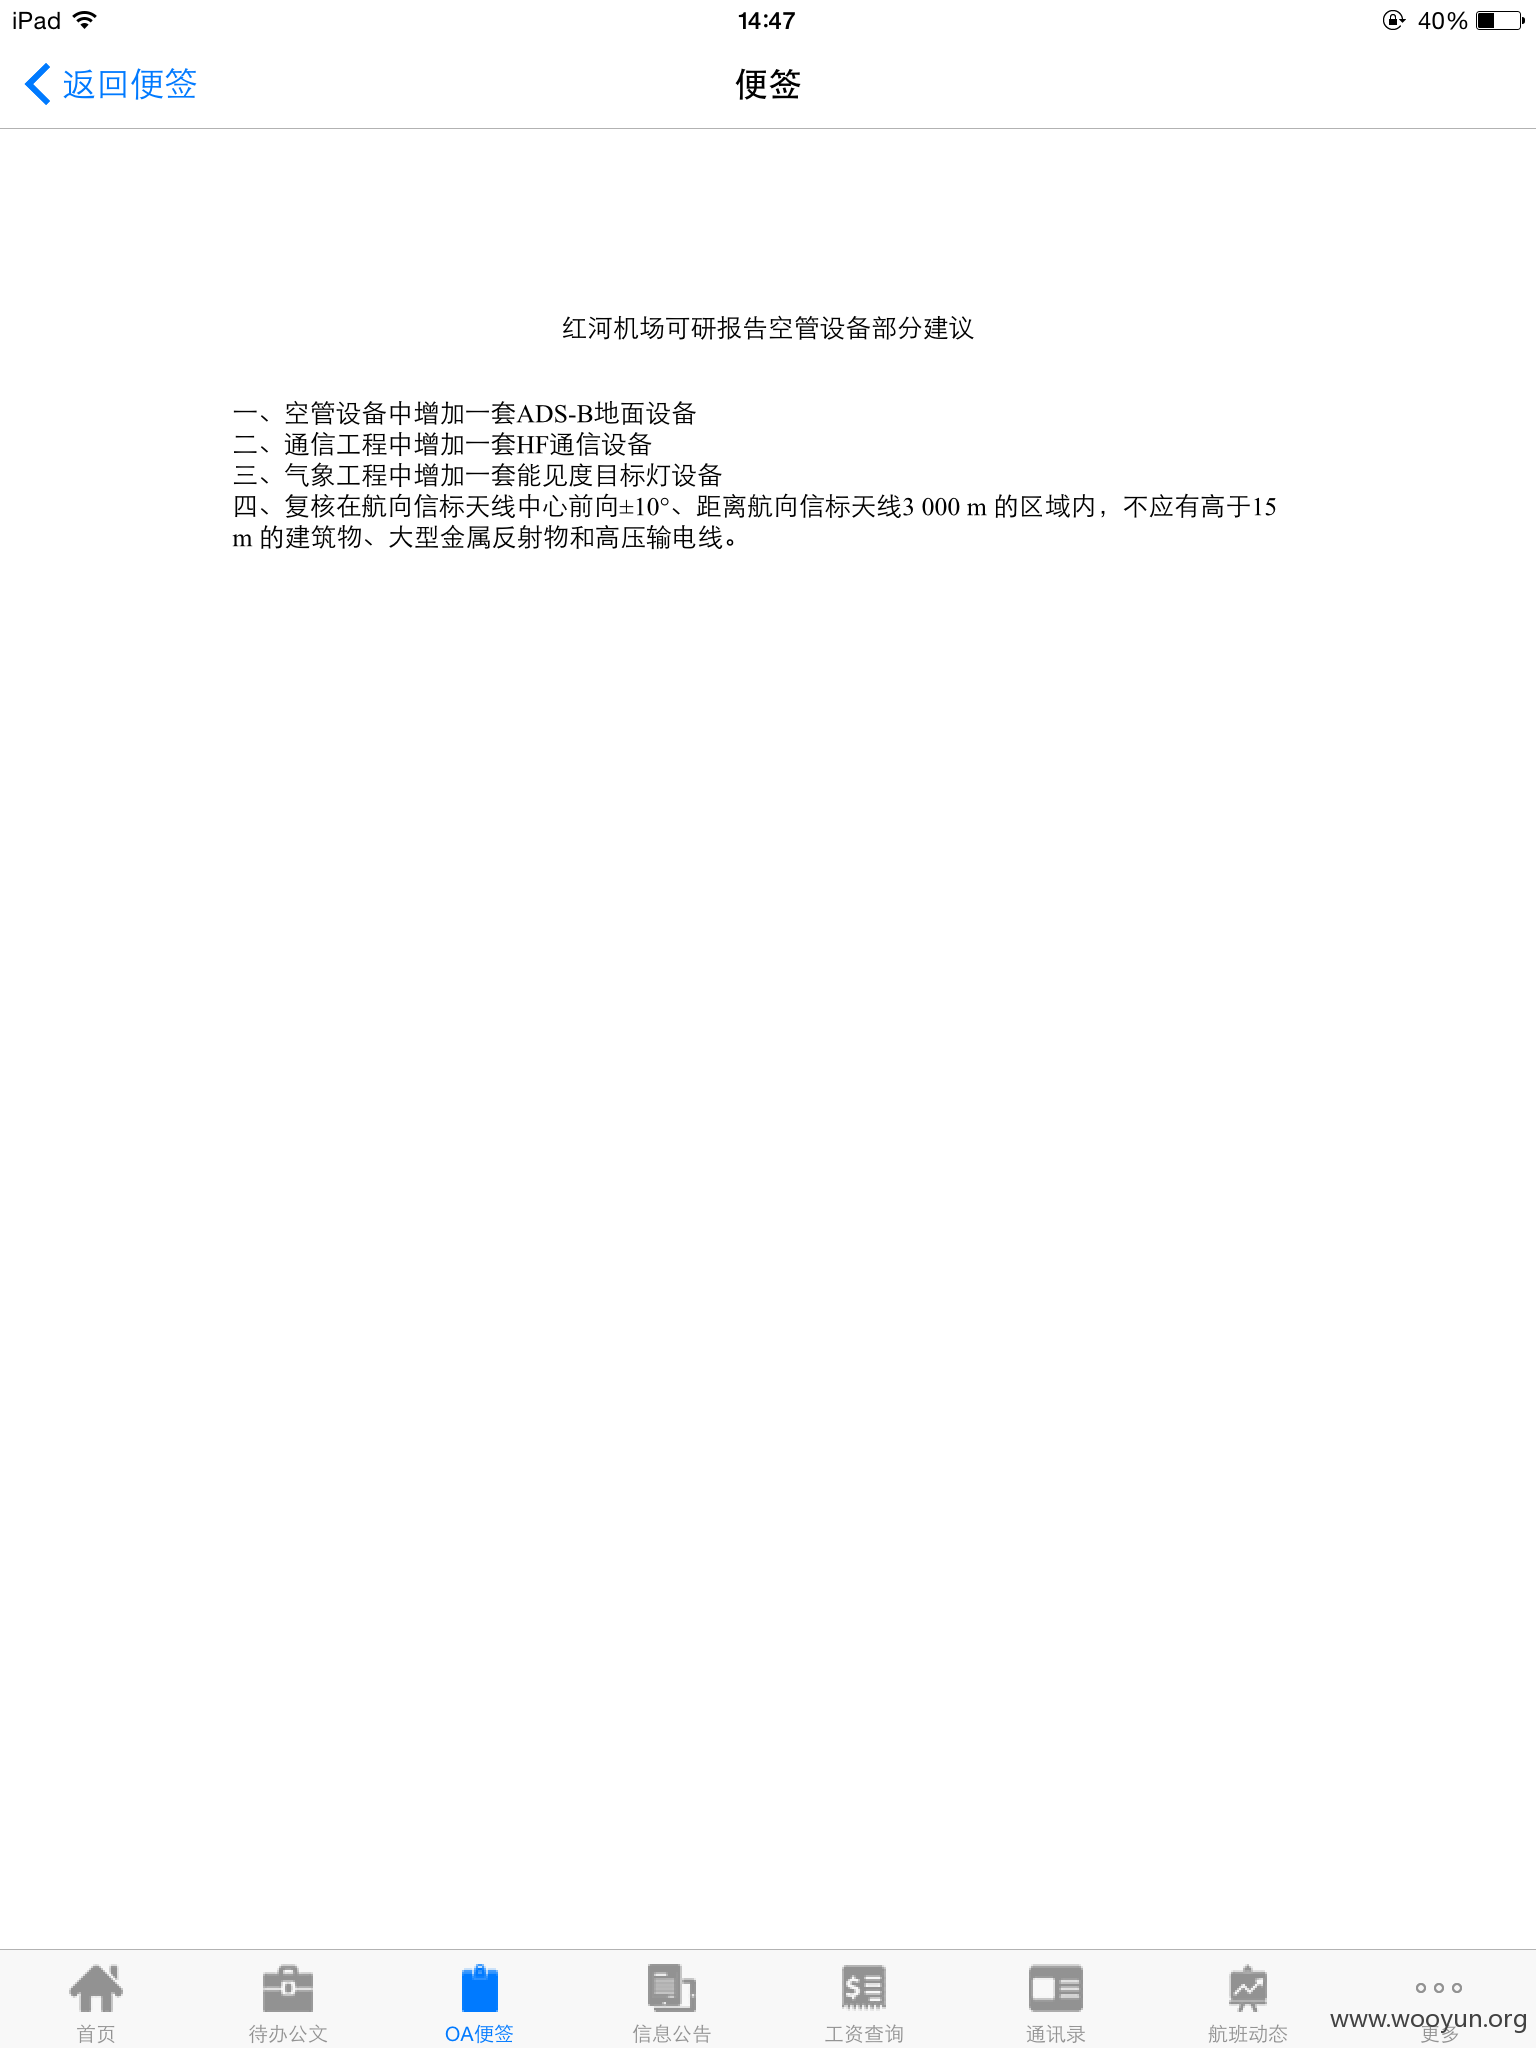 iPad 14:47 40%
返回便签 便签
红河机场可研报告空管设备部分建议
一、空管设备中增加一套ADS-B地面设备
二、通信工程中增加一套HF通信设备
三、气象工程中增加一套能见度目标灯设备
四、复核在航向信标天线中心前向±10°、距离航向信标天线3 000 m 的区域内，不应有高于15
m 的建筑物、大型金属反射物和高压输电线。
首页 待办公文 OA便签 信息公告 工资查询 通讯录 航班动态 更多
www.wooyun.org